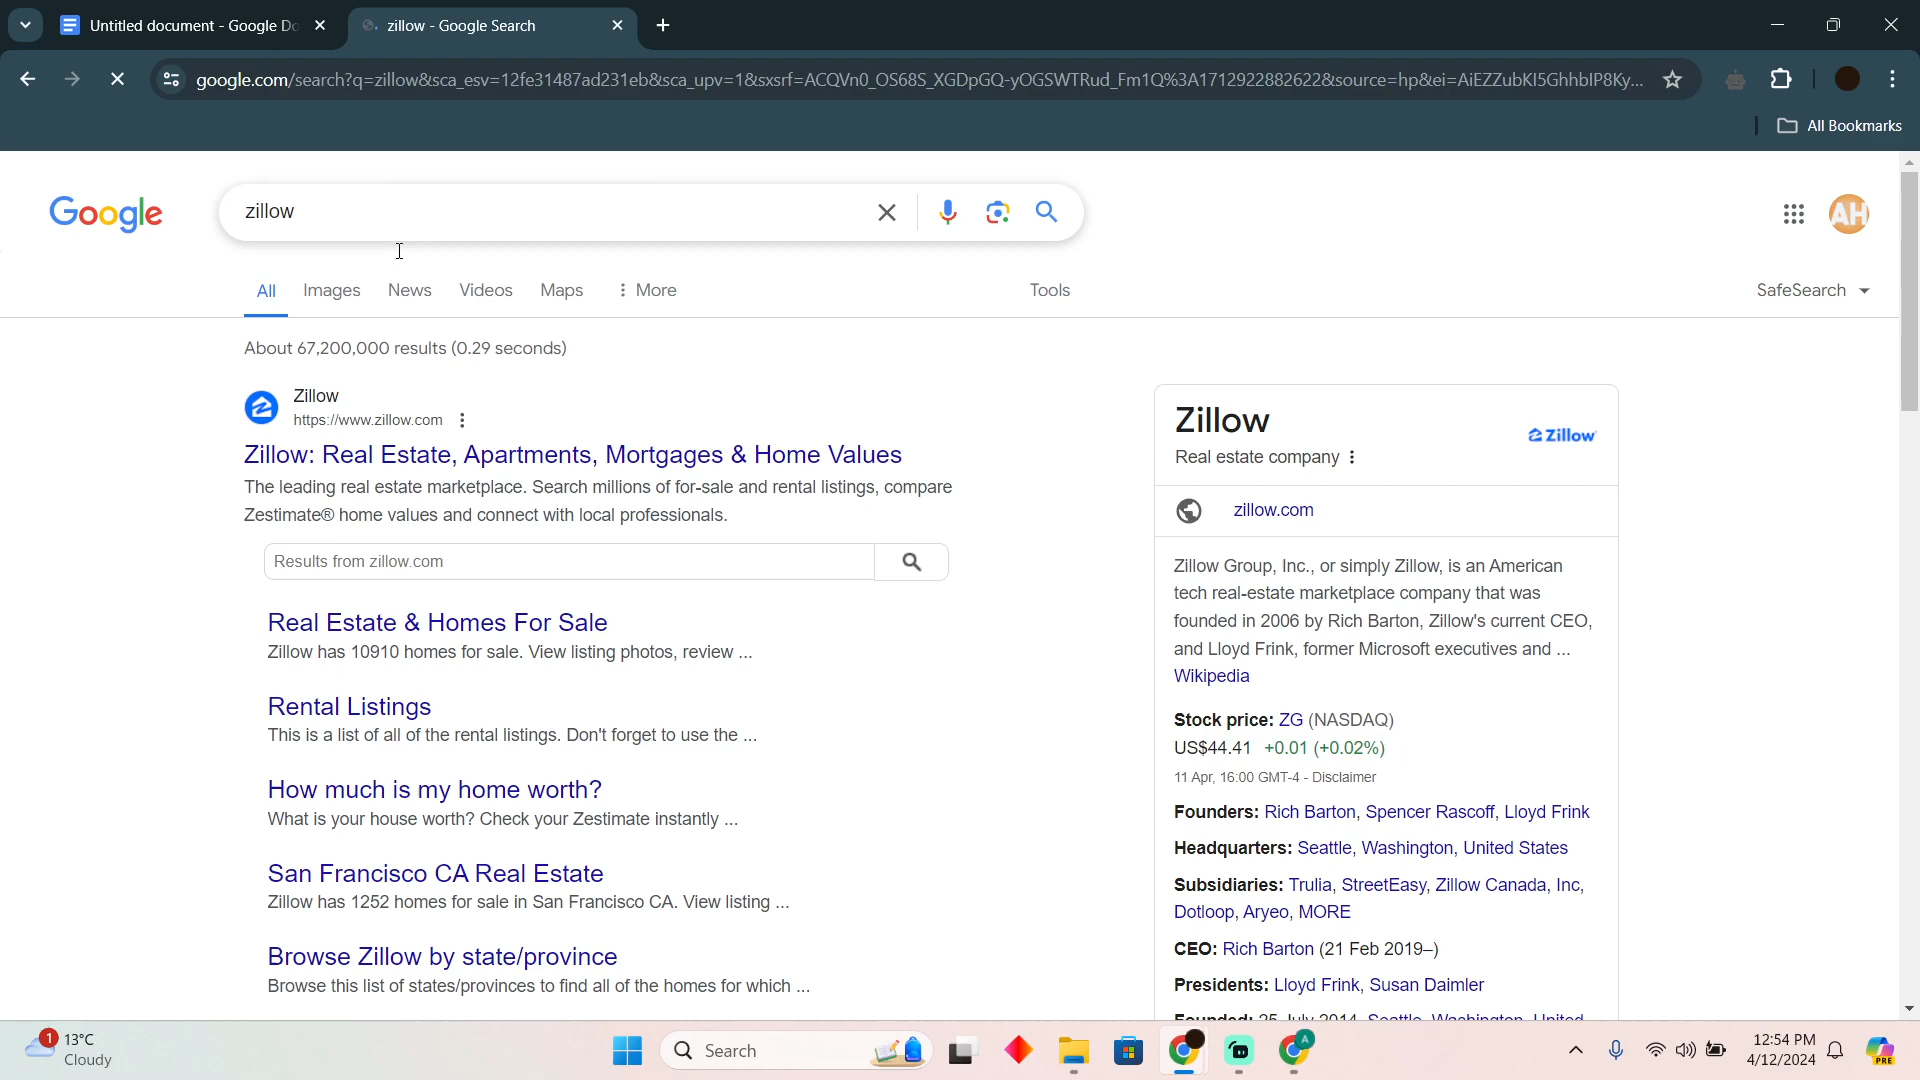 Untitled document - Google Do
zillow - Google Search
google.com/search?q=zillow&sca_esv=12fe31487ad231eb&sca_upv=1&sxsrf=ACQVn0_OS68S_XGDpGQ-yOGSWTRud_Fm1Q%3A1712922882622&source=hp&ei=AiEZZubKI5GhhbIP8Ky...
All Bookmarks
Google
zillow
AH
All
Images
News
Videos
Maps
More
Tools
SafeSearch
About 67,200,000 results (0.29 seconds)
Zillow
https://www.zillow.com
Zillow: Real Estate, Apartments, Mortgages & Home Values
The leading real estate marketplace. Search millions of for-sale and rental listings, compare
Zestimate® home values and connect with local professionals.
Results from zillow.com
Real Estate & Homes For Sale
Zillow has 10910 homes for sale. View listing photos, review ...
Rental Listings
This is a list of all of the rental listings. Don't forget to use the ...
How much is my home worth?
What is your house worth? Check your Zestimate instantly ...
San Francisco CA Real Estate
Zillow has 1252 homes for sale in San Francisco CA. View listing ...
Browse Zillow by state/province
Browse this list of states/provinces to find all of the homes for which ...
Zillow
Real estate company
Zillow
zillow.com
Zillow Group, Inc., or simply Zillow, is an American
tech real-estate marketplace company that was
founded in 2006 by Rich Barton, Zillow's current CEO,
and Lloyd Frink, former Microsoft executives and ...
Wikipedia
Stock price: ZG (NASDAQ)
US$44.41 +0.01 (+0.02%)
11 Apr, 16:00 GMT-4 - Disclaimer
Founders: Rich Barton, Spencer Rascoff, Lloyd Frink
Headquarters: Seattle, Washington, United States
Subsidiaries: Trulia, StreetEasy, Zillow Canada, Inc,
Dotloop, Aryeo, MORE
CEO: Rich Barton (21 Feb 2019–)
Presidents: Lloyd Frink, Susan Daimler
Founded: 25 July 2014, Seattle, Washington, United
1
13°C
Cloudy
Search
A
12:54 PM
4/12/2024
PRE